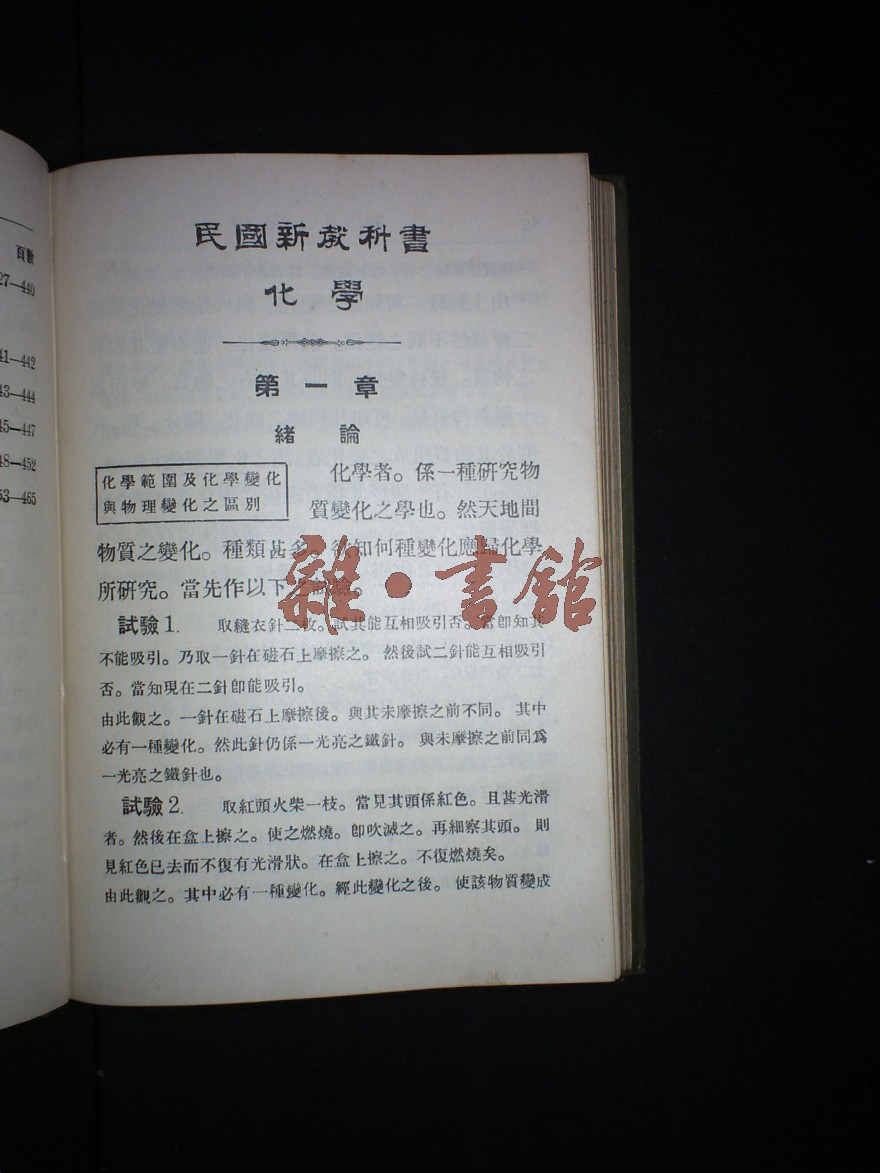 頁數
27—440
41—442
43—444
45—447
48—452
53—465
民國新教科書
化學
第一章
緒論
化學範圍及化學變化
與物理變化之區別
化學者。係一種研究物
質變化之學也。然天地間
物質之變化。種類甚多。欲知何種變化應歸化學
所研究。當先作以下之試驗。
試驗1. 取縫衣針二枚。試其能互相吸引否。當卽知其
不能吸引。乃取一針在磁石上摩擦之。然後試二針能互相吸引
否。當知現在二針卽能吸引。
由此觀之。一針在磁石上摩擦後。與其未摩擦之前不同。其中
必有一種變化。然此針仍係一光亮之鐵針。與未摩擦之前同爲
一光亮之鐵針也。
試驗2. 取紅頭火柴一枝。當見其頭係紅色。且甚光滑
者。然後在盒上擦之。使之燃燒。卽吹滅之。再細察其頭。則
見紅色已去而不復有光滑狀。在盒上擦之。不復燃燒矣。
由此觀之。其中必有一種變化。經此變化之後。使該物質變成
雜·書館